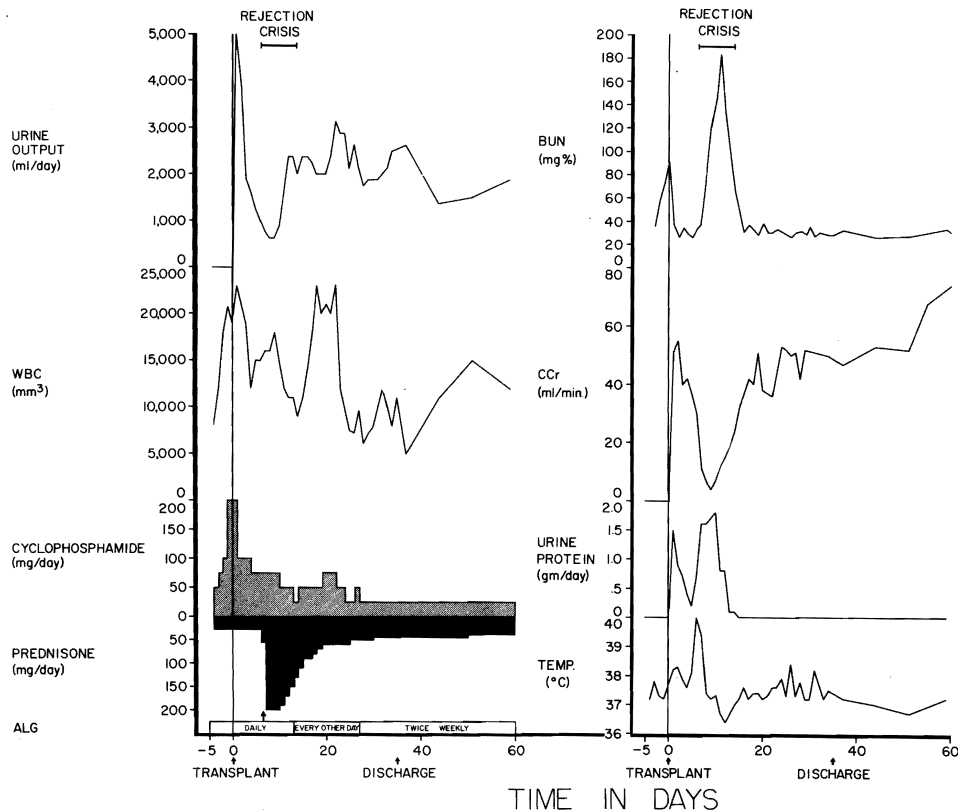 REJECTION
CRISIS
5,000
4,000
3,000
2,000
1,000
0
URINE
OUTPUT
(ml/day)
25,000
20,000
15,000
10,000
5,000
0
WBC
(mm³)
200
150
100
50
0
CYCLOPHOSPHAMIDE
(mg/day)
50
100
150
200
PREDNISONE
(mg/day)
ALG
DAILY
EVERY OTHER DAY
TWICE WEEKLY
-5 0 20 40 60
TRANSPLANT
DISCHARGE
REJECTION
CRISIS
200
180
160
140
120
100
80
60
40
20
0
BUN
(mg%)
80
60
40
20
0
CCr
(ml/min.)
2.0
1.5
1.0
.5
0
URINE
PROTEIN
(gm/day)
40
39
38
37
36
TEMP.
(°C)
-5 0 20 40 60
TRANSPLANT
DISCHARGE
TIME IN DAYS